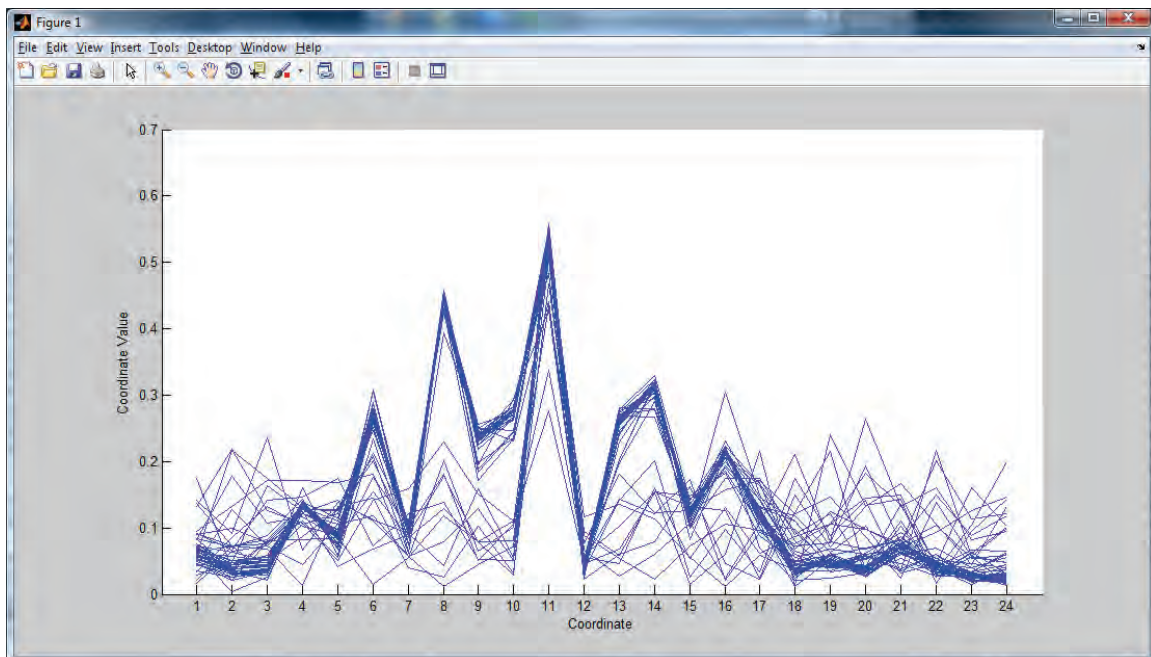 Figure 1
File Edit View Insert Tools Desktop Window Help
0.7
0.6
0.5
0.4
0.3
0.2
0.1
0
Coordinate Value
1 2 3 4 5 6 7 8 9 10 11 12 13 14 15 16 17 18 19 20 21 22 23 24
Coordinate